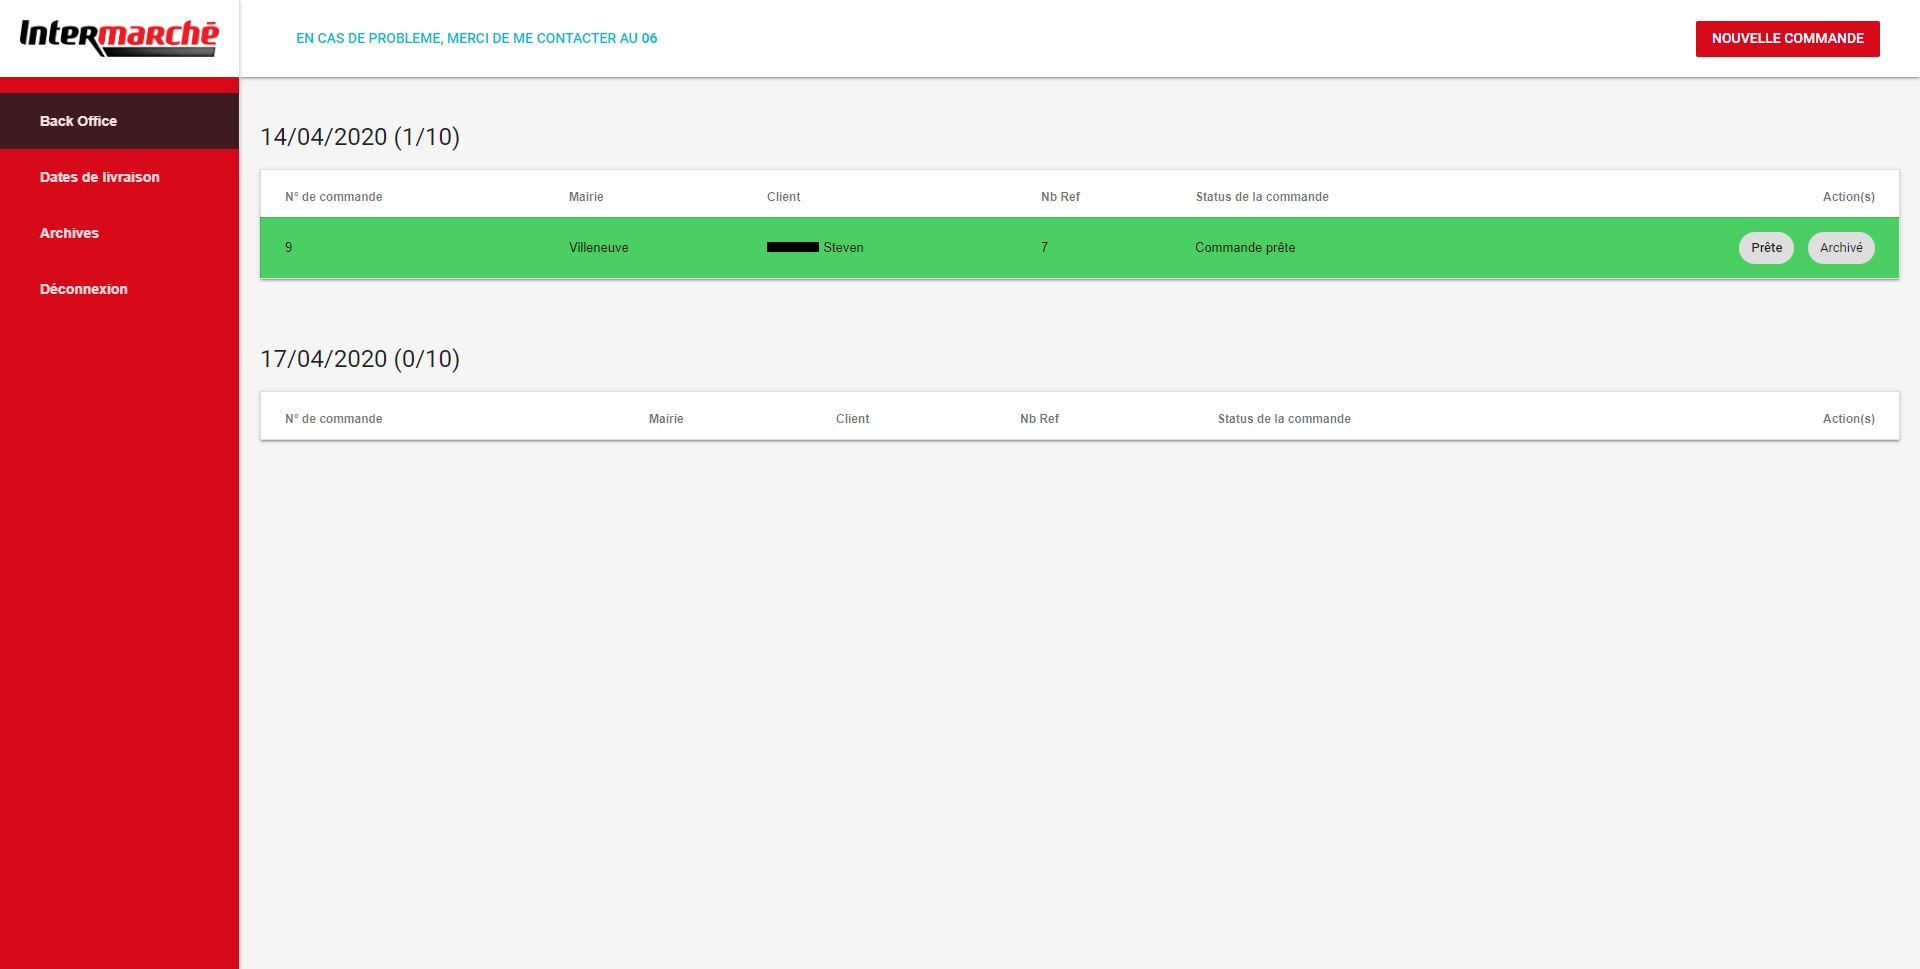 Intermarché
EN CAS DE PROBLEME, MERCI DE ME CONTACTER AU 06
NOUVELLE COMMANDE
Back Office
Dates de livraison
Archives
Déconnexion
14/04/2020 (1/10)
N° de commande Mairie Client Nb Ref Status de la commande Action(s)
9 Villeneuve Steven 7 Commande prête Prête Archivé
17/04/2020 (0/10)
N° de commande Mairie Client Nb Ref Status de la commande Action(s)